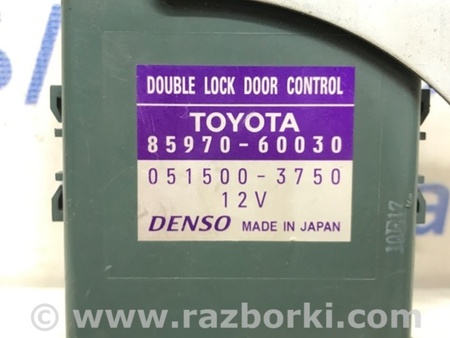 DOUBLE LOCK DOOR CONTROL
TOYOTA
85970-60030
051500-3750
12V
DENSO MADE IN JAPAN
© www.razborki.com